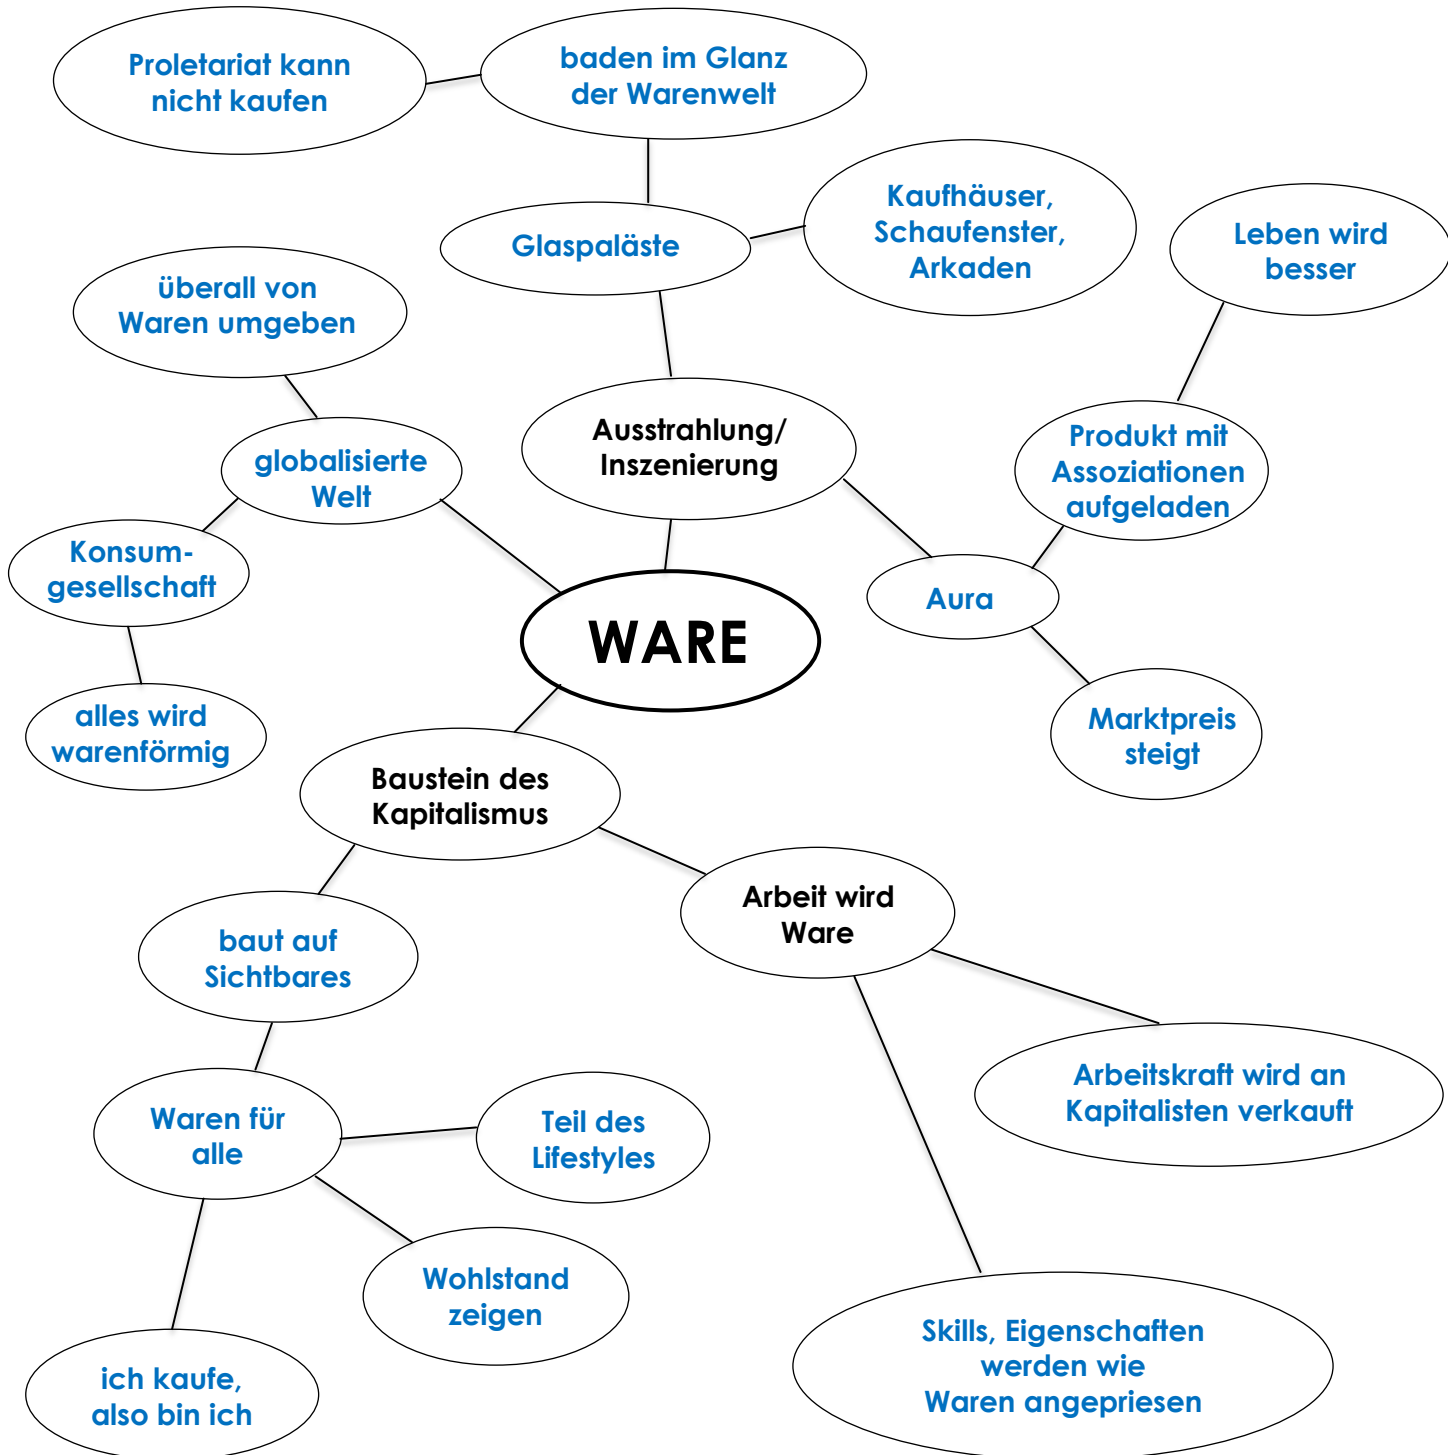 Proletariat kann
nicht kaufen
baden im Glanz
der Warenwelt
Kaufhäuser,
Schaufenster,
Arkaden
Glaspaläste
Leben wird
besser
überall von
Waren umgeben
Ausstrahlung/
Inszenierung
Produkt mit
Assoziationen
aufgeladen
globalisierte
Welt
Konsum-
gesellschaft
Aura
WARE
alles wird
warenförmig
Marktpreis
steigt
Baustein des
Kapitalismus
Arbeit wird
Ware
baut auf
Sichtbares
Arbeitskraft wird an
Kapitalisten verkauft
Waren für
alle
Teil des
Lifestyles
Wohlstand
zeigen
Skills, Eigenschaften
werden wie
Waren angepriesen
ich kaufe,
also bin ich